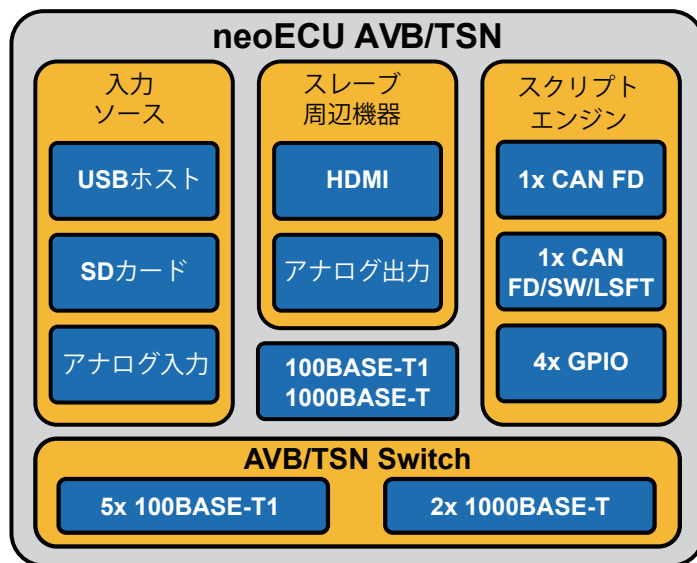 neoECU AVB/TSN
入力
ソース
USBホスト
SDカード
アナログ入力
スレーブ
周辺機器
HDMI
アナログ出力
100BASE-T1
1000BASE-T
スクリプト
エンジン
1x CAN FD
1x CAN
FD/SW/LSFT
4x GPIO
AVB/TSN Switch
5x 100BASE-T1
2x 1000BASE-T